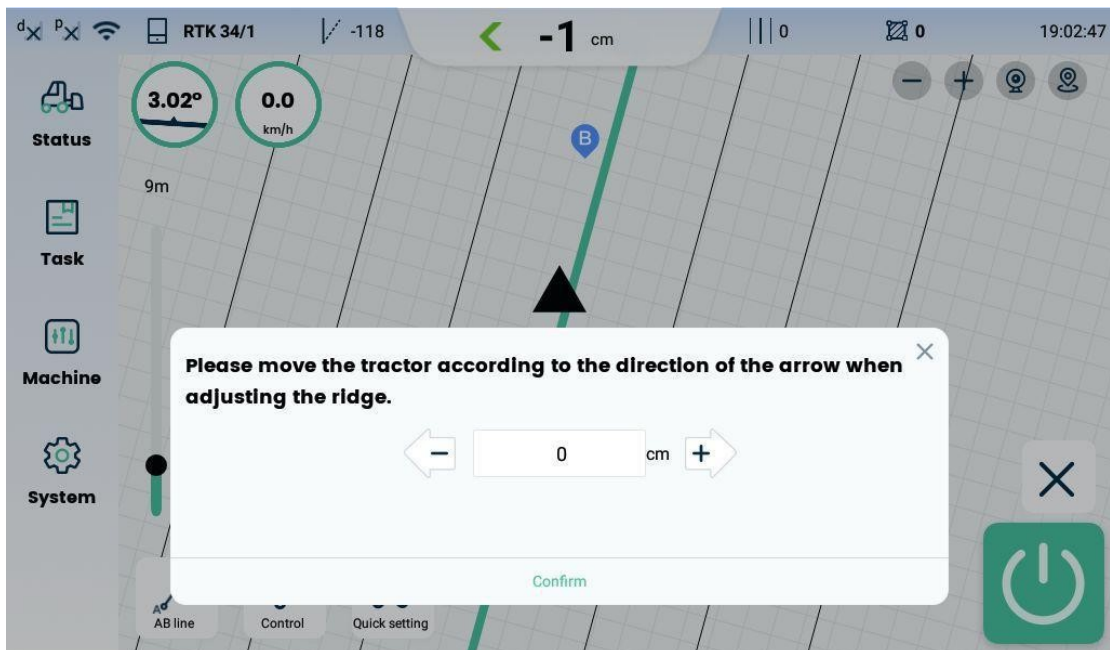 dx Px RTK 34/1 -118 -1 cm 0 0 19:02:47
3.02°
0.0
km/h
Status
B
9m
Task
Machine
Please move the tractor according to the direction of the arrow when
adjusting the ridge.
− 0 cm +
System
Confirm
A
AB line Control Quick setting